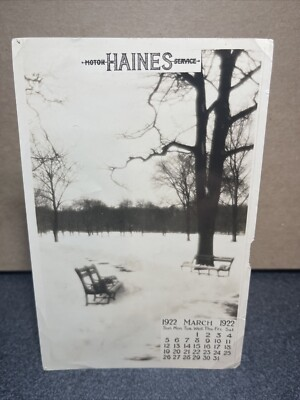 MOTOR HAINES SERVICE
1922 MARCH 1922
Sun Mon Tue Wed Thu Fri Sat
1 2 3 4
5 6 7 8 9 10 11
12 13 14 15 16 17 18
19 20 21 22 23 24 25
26 27 28 29 30 31